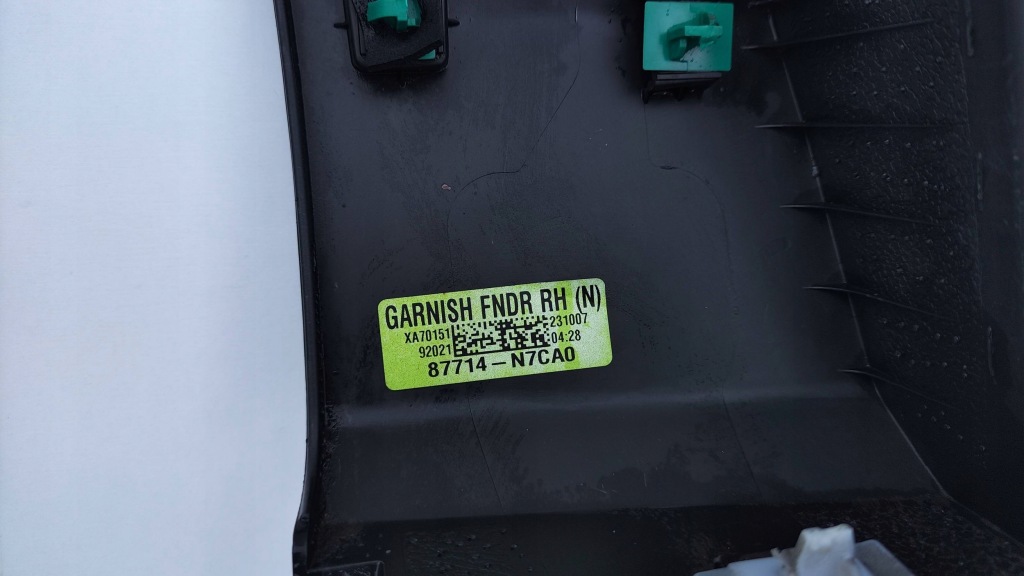 GARNISH FNDR RH (N)
XA70151 231007
92021 04:28
87714-N7CA0